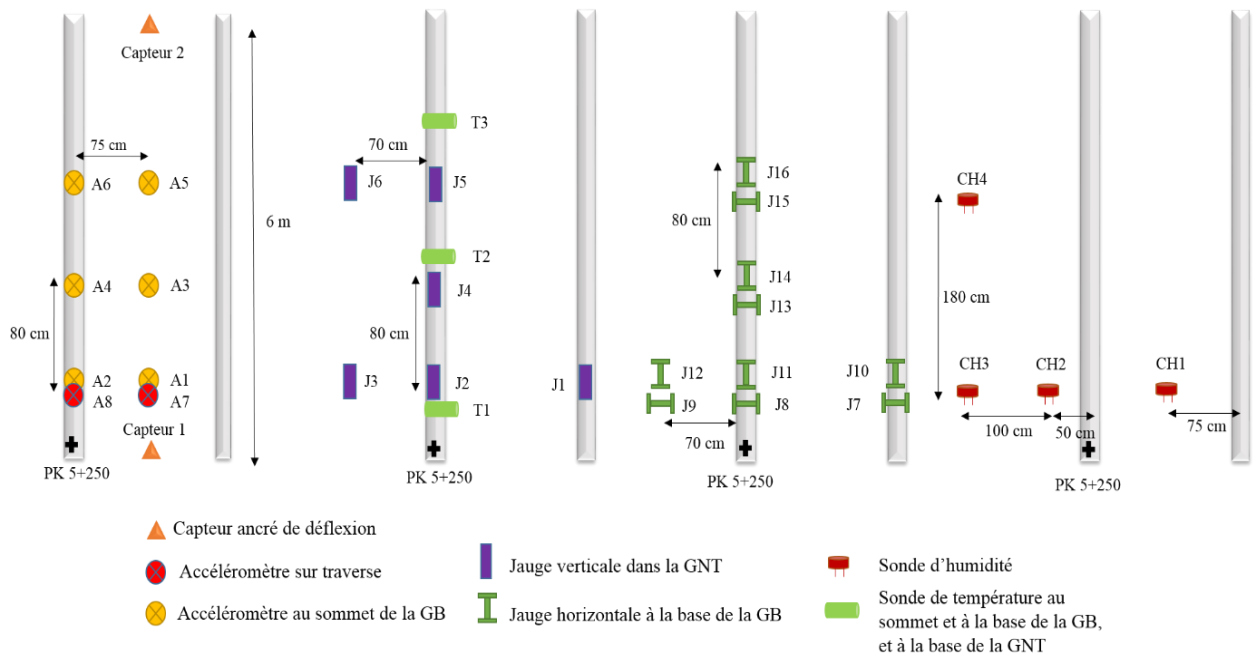 Capteur 2
75 cm
A6
A5
6 m
A4
A3
80 cm
A2
A1
A8
A7
Capteur 1
PK 5+250
T3
70 cm
J6
J5
T2
J4
80 cm
J3
J2
J1
T1
PK 5+250
J16
J15
80 cm
J14
J13
J12
J11
J10
J9
J8
J7
70 cm
PK 5+250
CH4
180 cm
CH3
CH2
CH1
100 cm
50 cm
75 cm
PK 5+250
Capteur ancré de déflexion
Accéléromètre sur traverse
Accéléromètre au sommet de la GB
Jauge verticale dans la GNT
Jauge horizontale à la base de la GB
Sonde d'humidité
Sonde de température au
sommet et à la base de la GB,
et à la base de la GNT